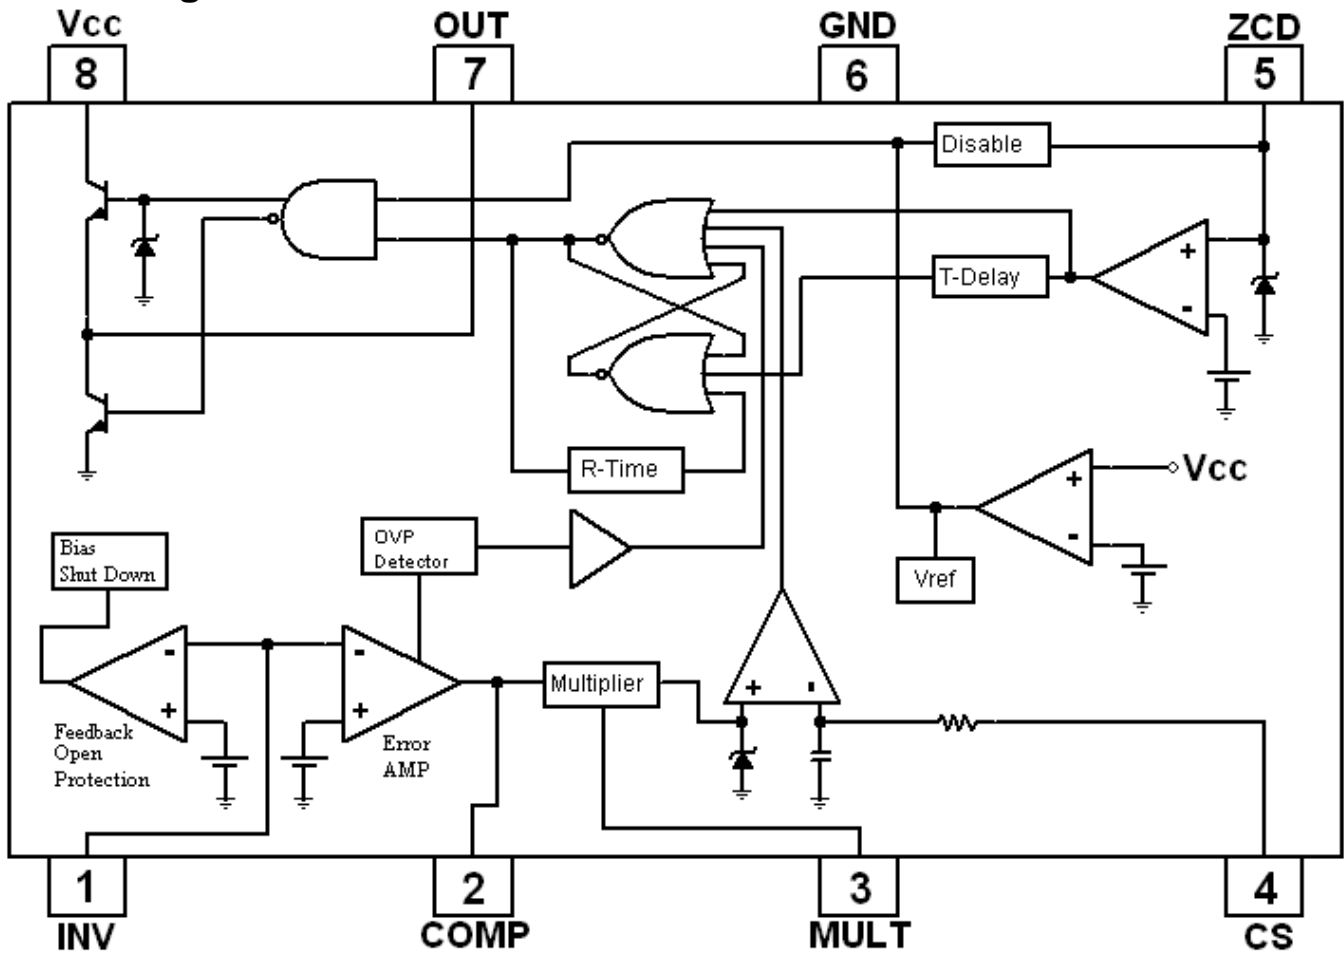 Vcc
OUT
GND
ZCD
8
7
6
5
Disable
+
-
T-Delay
R-Time
+
-
Vcc
Vref
OVP
Detector
Bias
Shut Down
-
+
-
+
Multiplier
+
-
Feedback
Open
Protection
Error
AMP
1
2
3
4
INV
COMP
MULT
CS